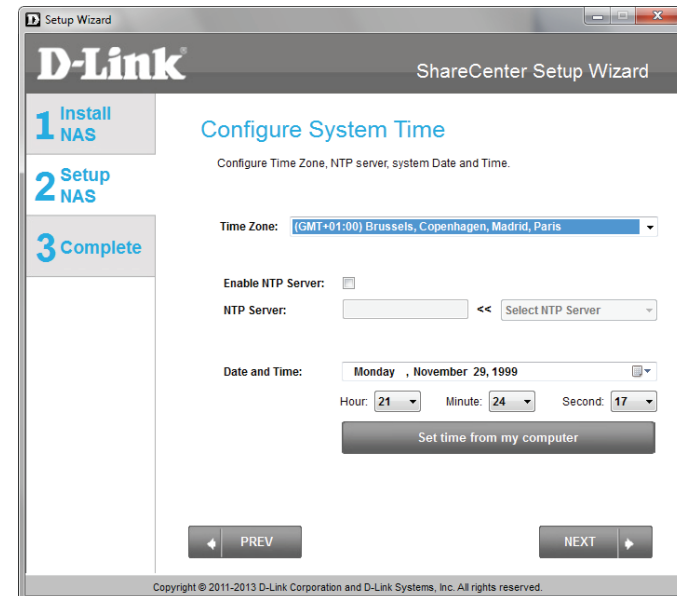 Setup Wizard
D-Link
ShareCenter Setup Wizard
1 Install NAS
2 Setup NAS
3 Complete
Configure System Time
Configure Time Zone, NTP server, system Date and Time.
Time Zone: (GMT+01:00) Brussels, Copenhagen, Madrid, Paris
Enable NTP Server:
NTP Server: << Select NTP Server
Date and Time: Monday , November 29, 1999
Hour: 21 Minute: 24 Second: 17
Set time from my computer
PREV NEXT
Copyright © 2011-2013 D-Link Corporation and D-Link Systems, Inc. All rights reserved.